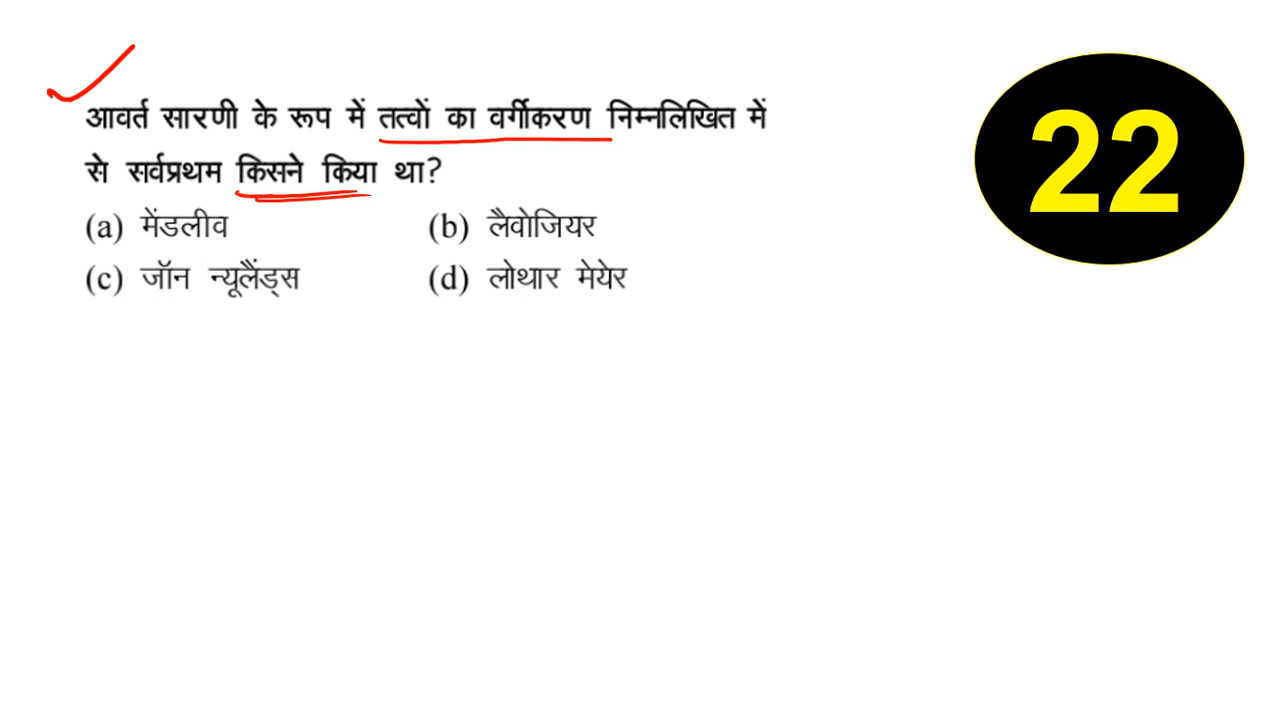 आवर्त सारणी के रूप में तत्वों का वर्गीकरण निम्नलिखित में
से सर्वप्रथम किसने किया था?
(a) मेंडलीव (b) लैवोजियर
(c) जॉन न्यूलैंड्स (d) लोथार मेयेर
22